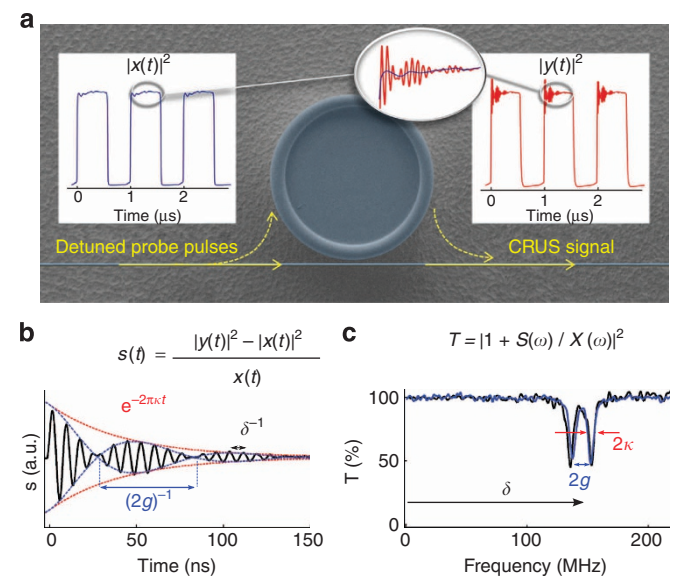 a
|x(t)|²
|y(t)|²
0 1 2
Time (μs)
0 1 2
Time (μs)
Detuned probe pulses
CRUS signal
b
s(t) = |y(t)|² − |x(t)|² / x(t)
e^−2πκt
δ⁻¹
(2g)⁻¹
s (a.u.)
0 50 100 150
Time (ns)
c
T = |1 + S(ω) / X (ω)|²
100
50
0
T (%)
2κ
2g
δ
0 100 200
Frequency (MHz)